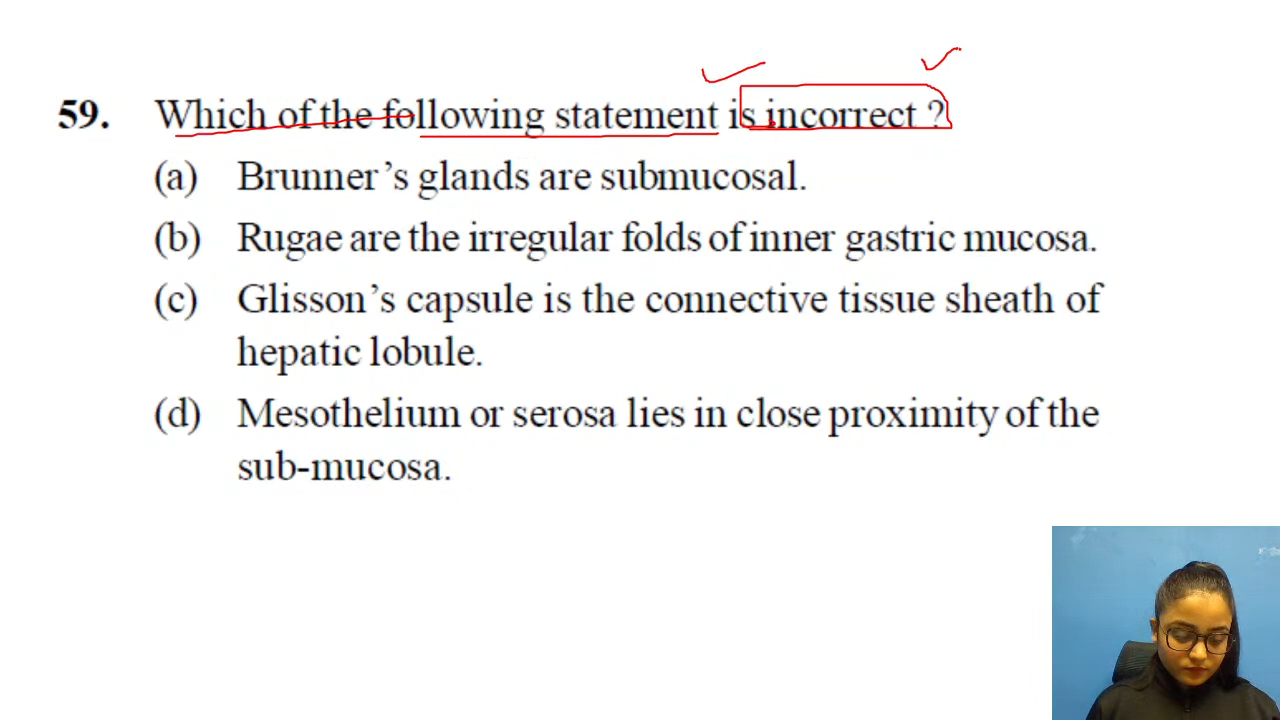 59. Which of the following statement is incorrect ?
(a) Brunner's glands are submucosal.
(b) Rugae are the irregular folds of inner gastric mucosa.
(c) Glisson's capsule is the connective tissue sheath of
hepatic lobule.
(d) Mesothelium or serosa lies in close proximity of the
sub-mucosa.